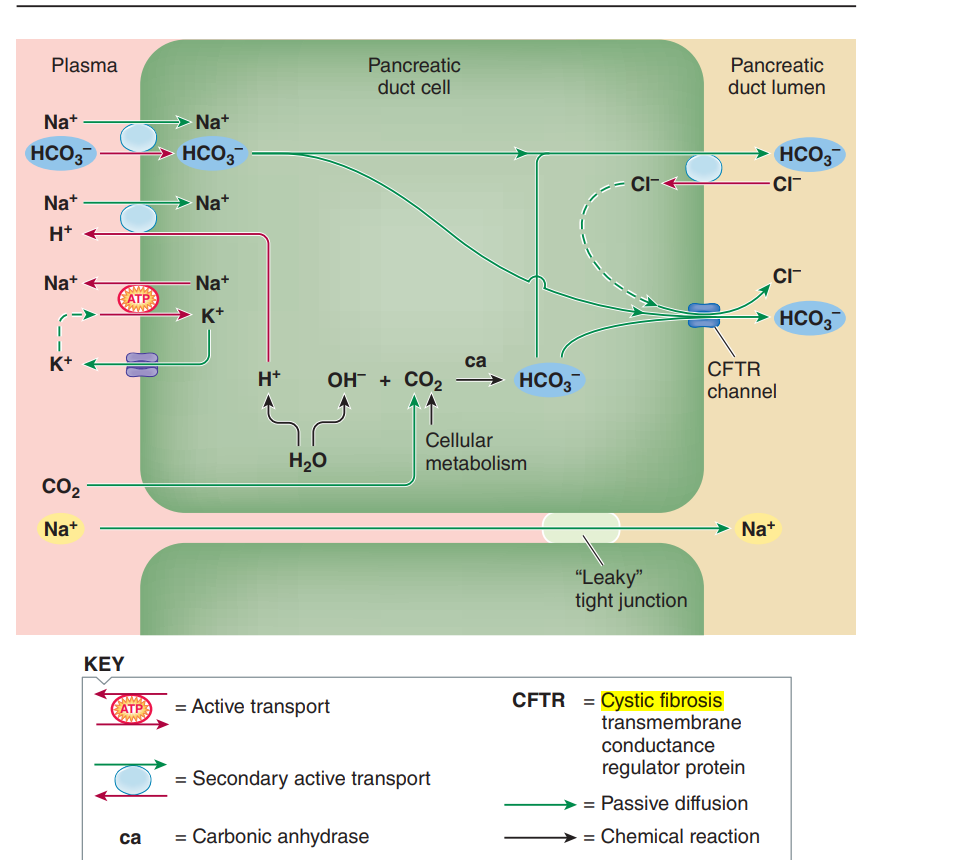 Plasma
Pancreatic
duct cell
Pancreatic
duct lumen
Na⁺ Na⁺
HCO₃⁻ HCO₃⁻ HCO₃⁻
Cl⁻ Cl⁻
Na⁺ Na⁺
H⁺
Cl⁻
Na⁺ Na⁺
ATP
K⁺
HCO₃⁻
K⁺
CFTR
channel
H⁺ OH⁻ + CO₂ ca HCO₃⁻
Cellular
metabolism
H₂O
CO₂
Na⁺ Na⁺
“Leaky”
tight junction
KEY
ATP = Active transport
= Secondary active transport
ca = Carbonic anhydrase
CFTR = Cystic fibrosis
transmembrane
conductance
regulator protein
= Passive diffusion
= Chemical reaction